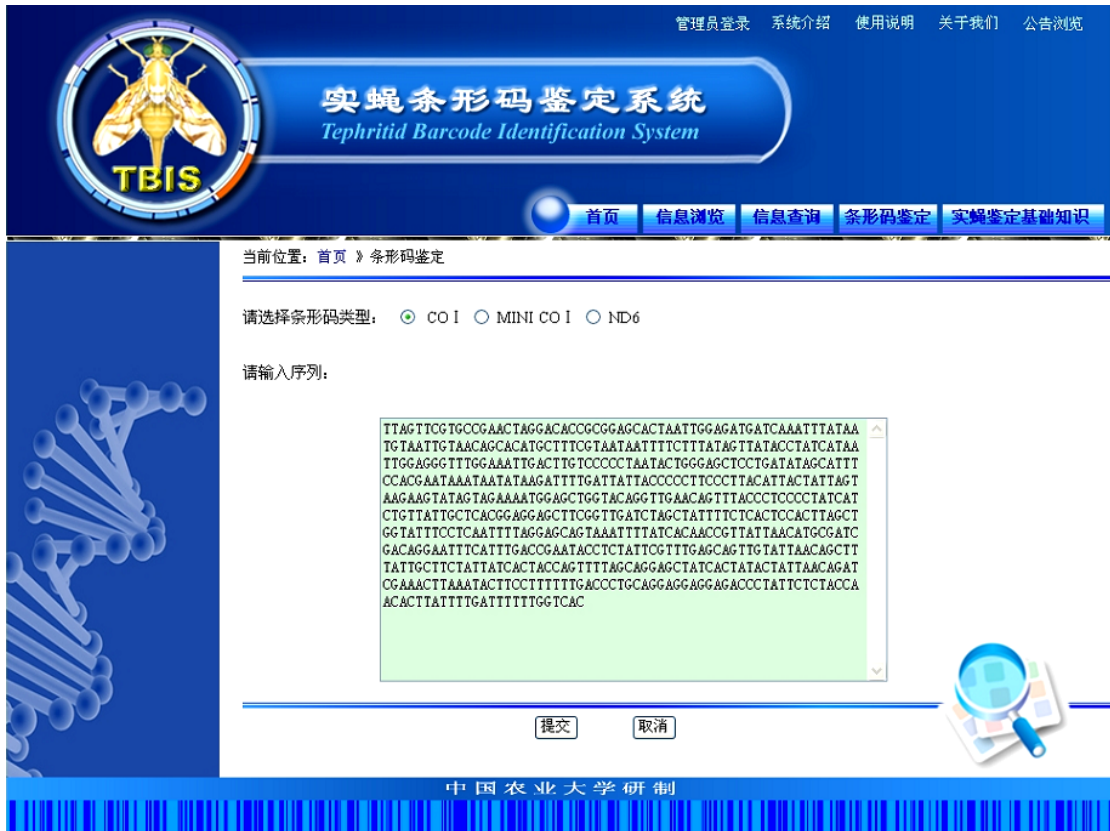 管理员登录 系统介绍 使用说明 关于我们 公告浏览
实蝇条形码鉴定系统
Tephritid Barcode Identification System
TBIS
首页 信息浏览 信息查询 条形码鉴定 实蝇鉴定基础知识
当前位置：首页 》条形码鉴定
请选择条形码类型： CO I MINI CO I ND6
请输入序列：
TTAGTTCGTGCCGAACTAGGACACCGCGGAGCACTAATTGGAGATGATCAAATTTATAA
TGTAATTGTAACAGCACATGCTTTCGTAATAATTTTCTTTATAGTTATACCTATCATAA
TTGGAGGGTTTGGAAATTGACTTGTCCCCCTAATACTGGGAGCTCCTGATATAGCATTT
CCACGAATAAATAATATAAGATTTTGATTATTACCCCCTTCCCTTACATTACTATTAGT
AAGAAGTATAGTAGAAAATGGAGCTGGTACAGGTTGAACAGTTTACCCTCCCCTATCAT
CTGTTATTGCTCACGGAGGAGCTTCGGTTGATCTAGCTATTTTCTCACTCCACTTAGCT
GGTATTTCCTCAATTTTAGGAGCAGTAAATTTTATCACAACCGTTATTAACATGCGATC
GACAGGAATTTCATTTGACCGAATACCTCTATTCGTTTGAGCAGTTGTATTAACAGCTT
TATTGCTTCTATTATCACTACCAGTTTTAGCAGGAGCTATCACTATACTATTAACAGAT
CGAAACTTAAATACTTCCTTTTTTGACCCTGCAGGAGGAGGAGACCCTATTCTCTACCA
ACACTTATTTTGATTTTTTGGTCAC
提交 取消
中国农业大学研制